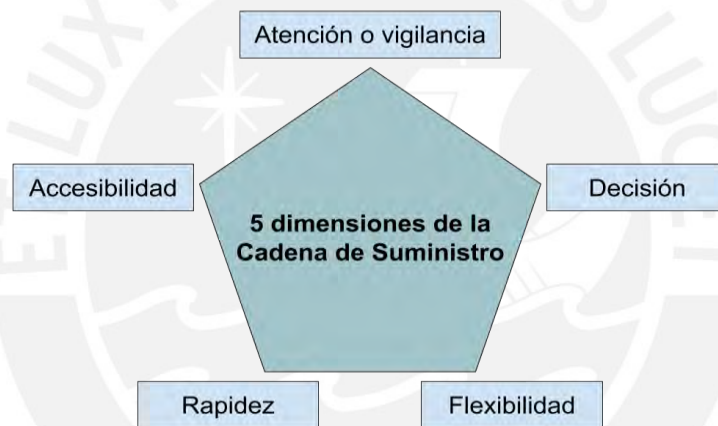 Atención o vigilancia
Accesibilidad
Decisión
5 dimensiones de la
Cadena de Suministro
Rapidez
Flexibilidad